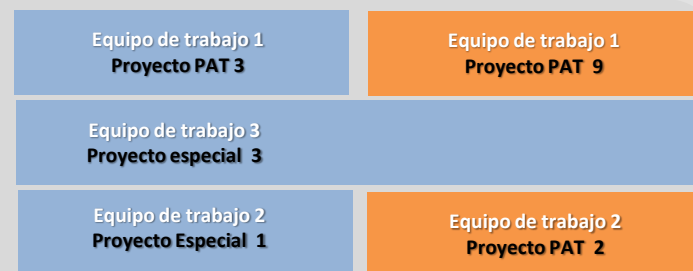 Equipo de trabajo 1
Proyecto PAT 3
Equipo de trabajo 1
Proyecto PAT 9
Equipo de trabajo 3
Proyecto especial 3
Equipo de trabajo 2
Proyecto Especial 1
Equipo de trabajo 2
Proyecto PAT 2